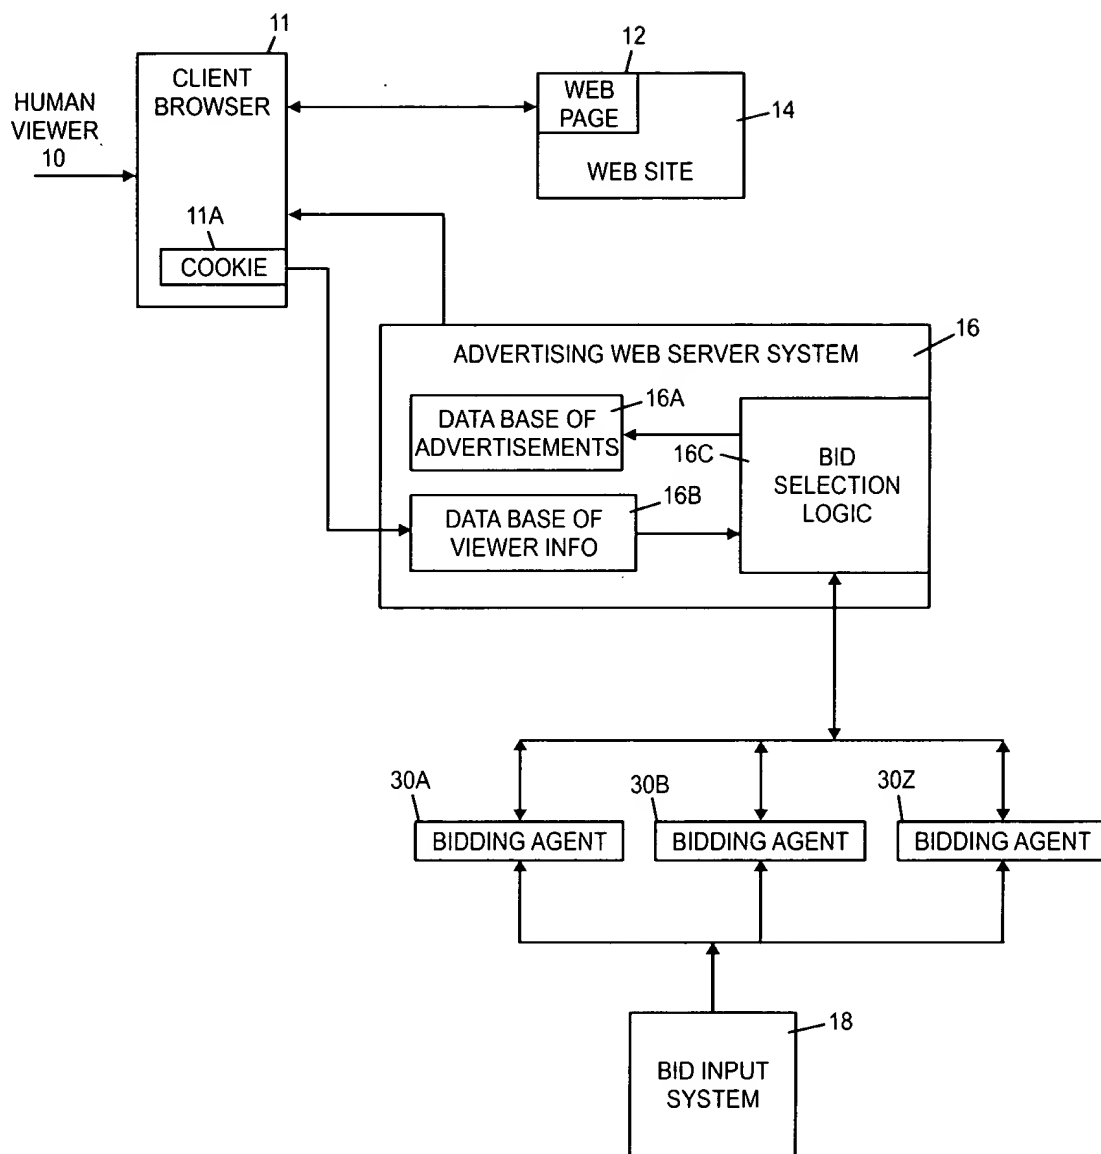 11
CLIENT
BROWSER
HUMAN
VIEWER
10
12
WEB
PAGE
14
WEB SITE
11A
COOKIE
16
ADVERTISING WEB SERVER SYSTEM
16A
DATA BASE OF
ADVERTISEMENTS
16C
BID
SELECTION
LOGIC
16B
DATA BASE OF
VIEWER INFO
30A
BIDDING AGENT
30B
BIDDING AGENT
30Z
BIDDING AGENT
18
BID INPUT
SYSTEM